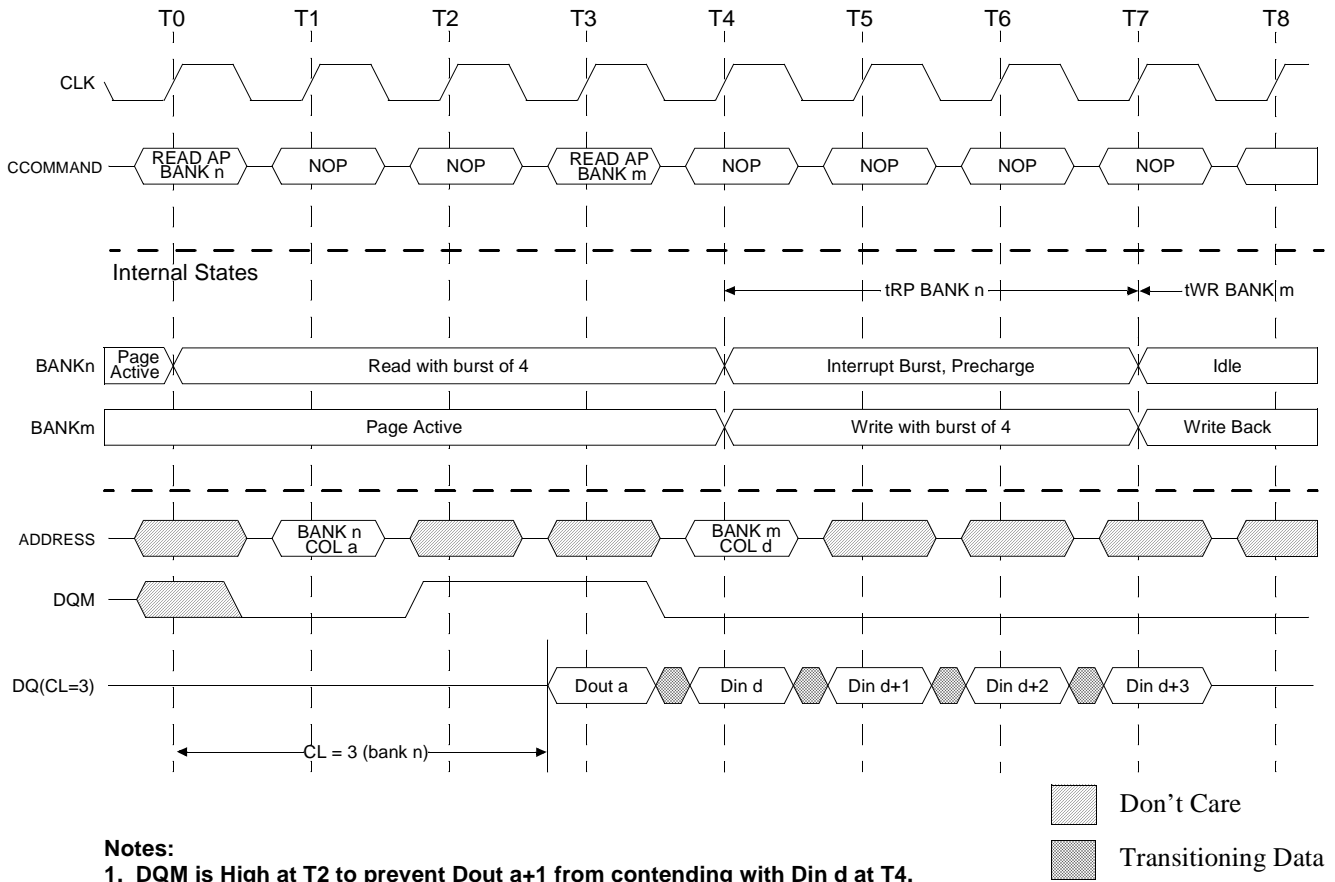 T0 T1 T2 T3 T4 T5 T6 T7 T8
CLK
CCOMMAND
READ AP
BANK n
NOP
NOP
READ AP
BANK m
NOP
NOP
NOP
NOP
Internal States
tRP BANK n
tWR BANK m
BANKn
Page
Active
Read with burst of 4
Interrupt Burst, Precharge
Idle
BANKm
Page Active
Write with burst of 4
Write Back
ADDRESS
BANK n
COL a
BANK m
COL d
DQM
DQ(CL=3)
Dout a
Din d
Din d+1
Din d+2
Din d+3
CL = 3 (bank n)
Don't Care
Transitioning Data
Notes:
1. DQM is High at T2 to prevent Dout a+1 from contending with Din d at T4.